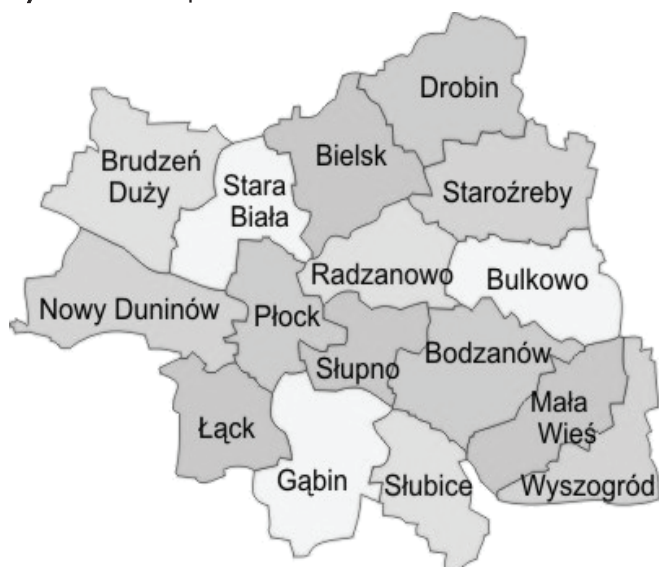 Drobin
Brudzeń
Duży
Bielsk
Stara
Biała
Staroźreby
Radzanowo
Bulkowo
Nowy Duninów
Płock
Słupno
Bodzanów
Mała
Wieś
Łąck
Gąbin
Słubice
Wyszogród